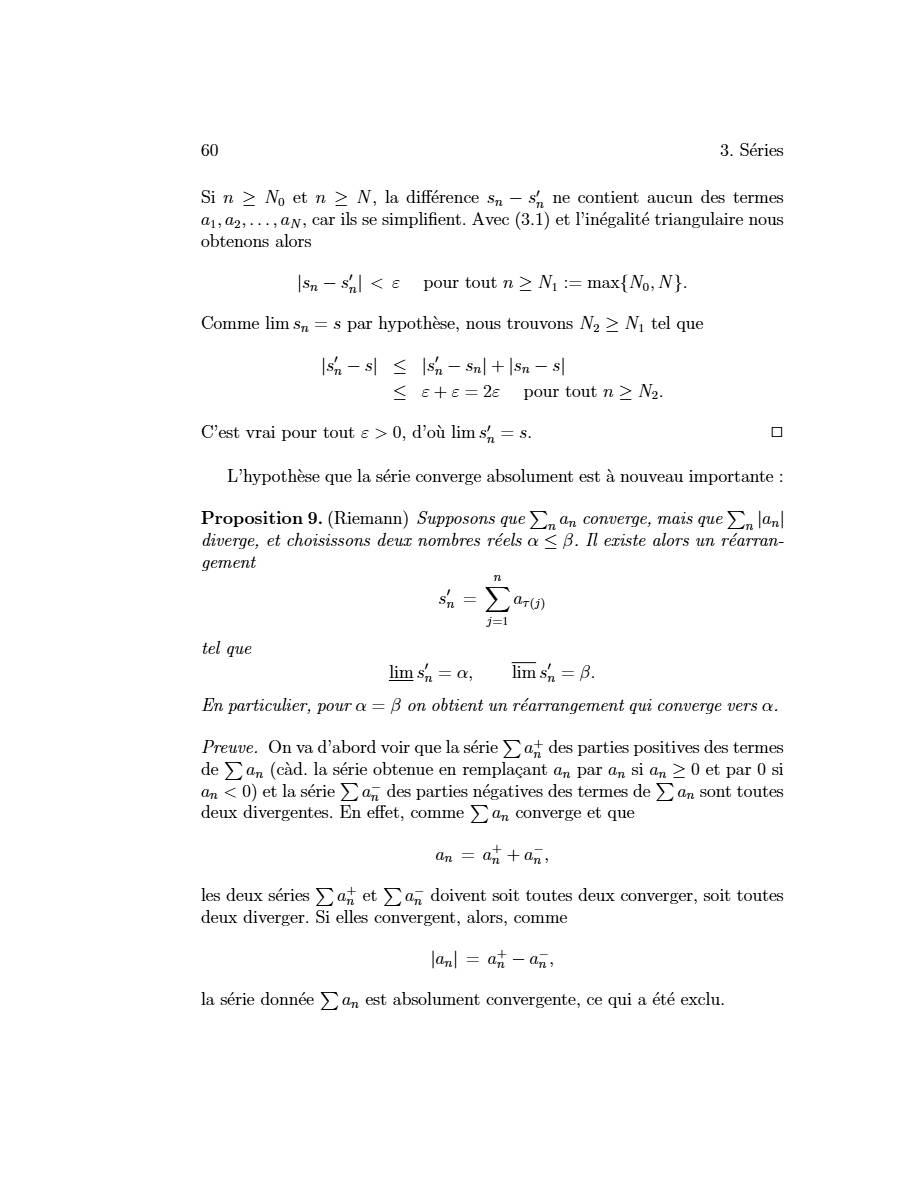 60 3. Séries
Si n ≥ N₀ et n ≥ N, la différence sₙ − s′ₙ ne contient aucun des termes
a₁, a₂, . . . , a_N, car ils se simplifient. Avec (3.1) et l’inégalité triangulaire nous
obtenons alors
|sₙ − s′ₙ| < ε pour tout n ≥ N₁ := max{N₀, N}.
Comme lim sₙ = s par hypothèse, nous trouvons N₂ ≥ N₁ tel que
|s′ₙ − s| ≤ |s′ₙ − sₙ| + |sₙ − s|
≤ ε + ε = 2ε pour tout n ≥ N₂.
C’est vrai pour tout ε > 0, d’où lim s′ₙ = s. □
L’hypothèse que la série converge absolument est à nouveau importante :
Proposition 9. (Riemann) Supposons que ∑ₙ aₙ converge, mais que ∑ₙ |aₙ|
diverge, et choisissons deux nombres réels α ≤ β. Il existe alors un réarran-
gement
s′ₙ = ∑_{j=1}^{n} a_{τ(j)}
tel que
\underline{lim} s′ₙ = α, \overline{lim} s′ₙ = β.
En particulier, pour α = β on obtient un réarrangement qui converge vers α.
Preuve. On va d’abord voir que la série ∑ aₙ⁺ des parties positives des termes
de ∑ aₙ (càd. la série obtenue en remplaçant aₙ par aₙ si aₙ ≥ 0 et par 0 si
aₙ < 0) et la série ∑ aₙ⁻ des parties négatives des termes de ∑ aₙ sont toutes
deux divergentes. En effet, comme ∑ aₙ converge et que
aₙ = aₙ⁺ + aₙ⁻,
les deux séries ∑ aₙ⁺ et ∑ aₙ⁻ doivent soit toutes deux converger, soit toutes
deux diverger. Si elles convergent, alors, comme
|aₙ| = aₙ⁺ − aₙ⁻,
la série donnée ∑ aₙ est absolument convergente, ce qui a été exclu.